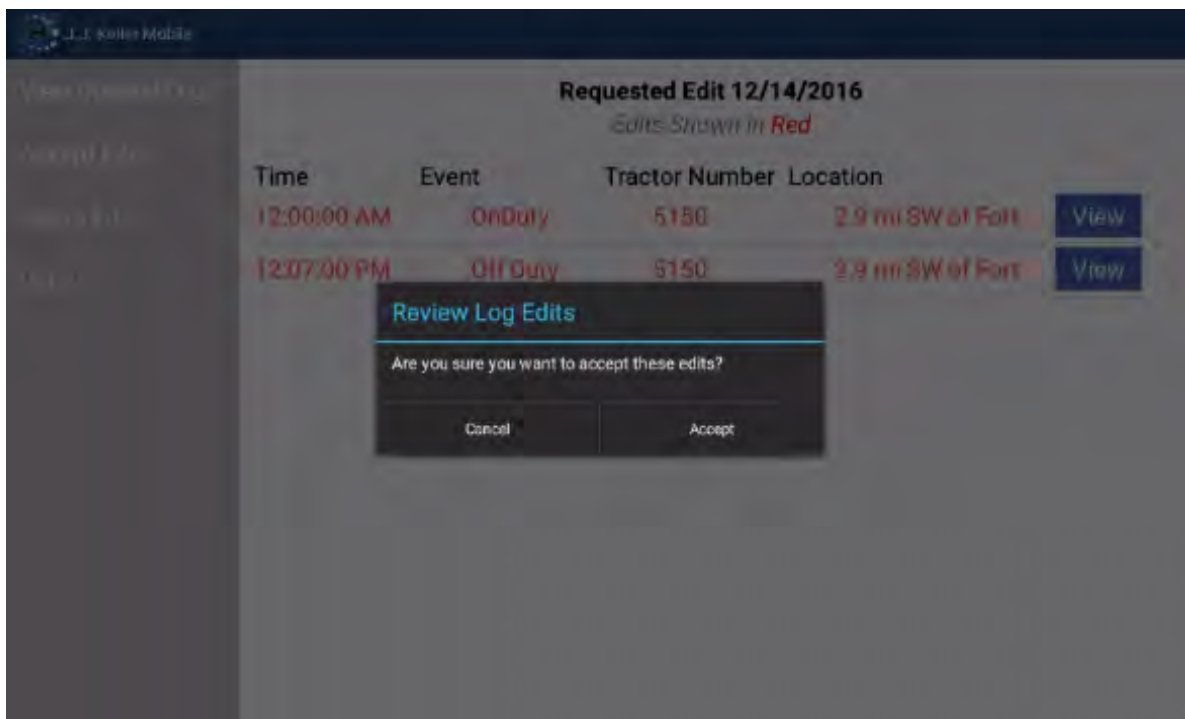 J. J. Keller Mobile
Requested Edit 12/14/2016
Edits Shown in Red
Time Event Tractor Number Location
12:00:00 AM OnDuty 5150 2.9 mi SW of Fort View
12:07:00 PM Off Duty 5150 2.9 mi SW of Fort View
Review Log Edits
Are you sure you want to accept these edits?
Cancel Accept